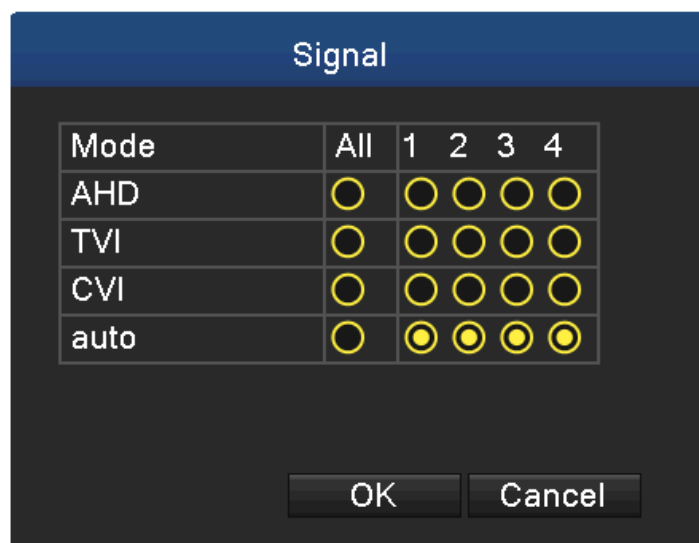 Signal
Mode All 1 2 3 4
AHD
TVI
CVI
auto
OK Cancel